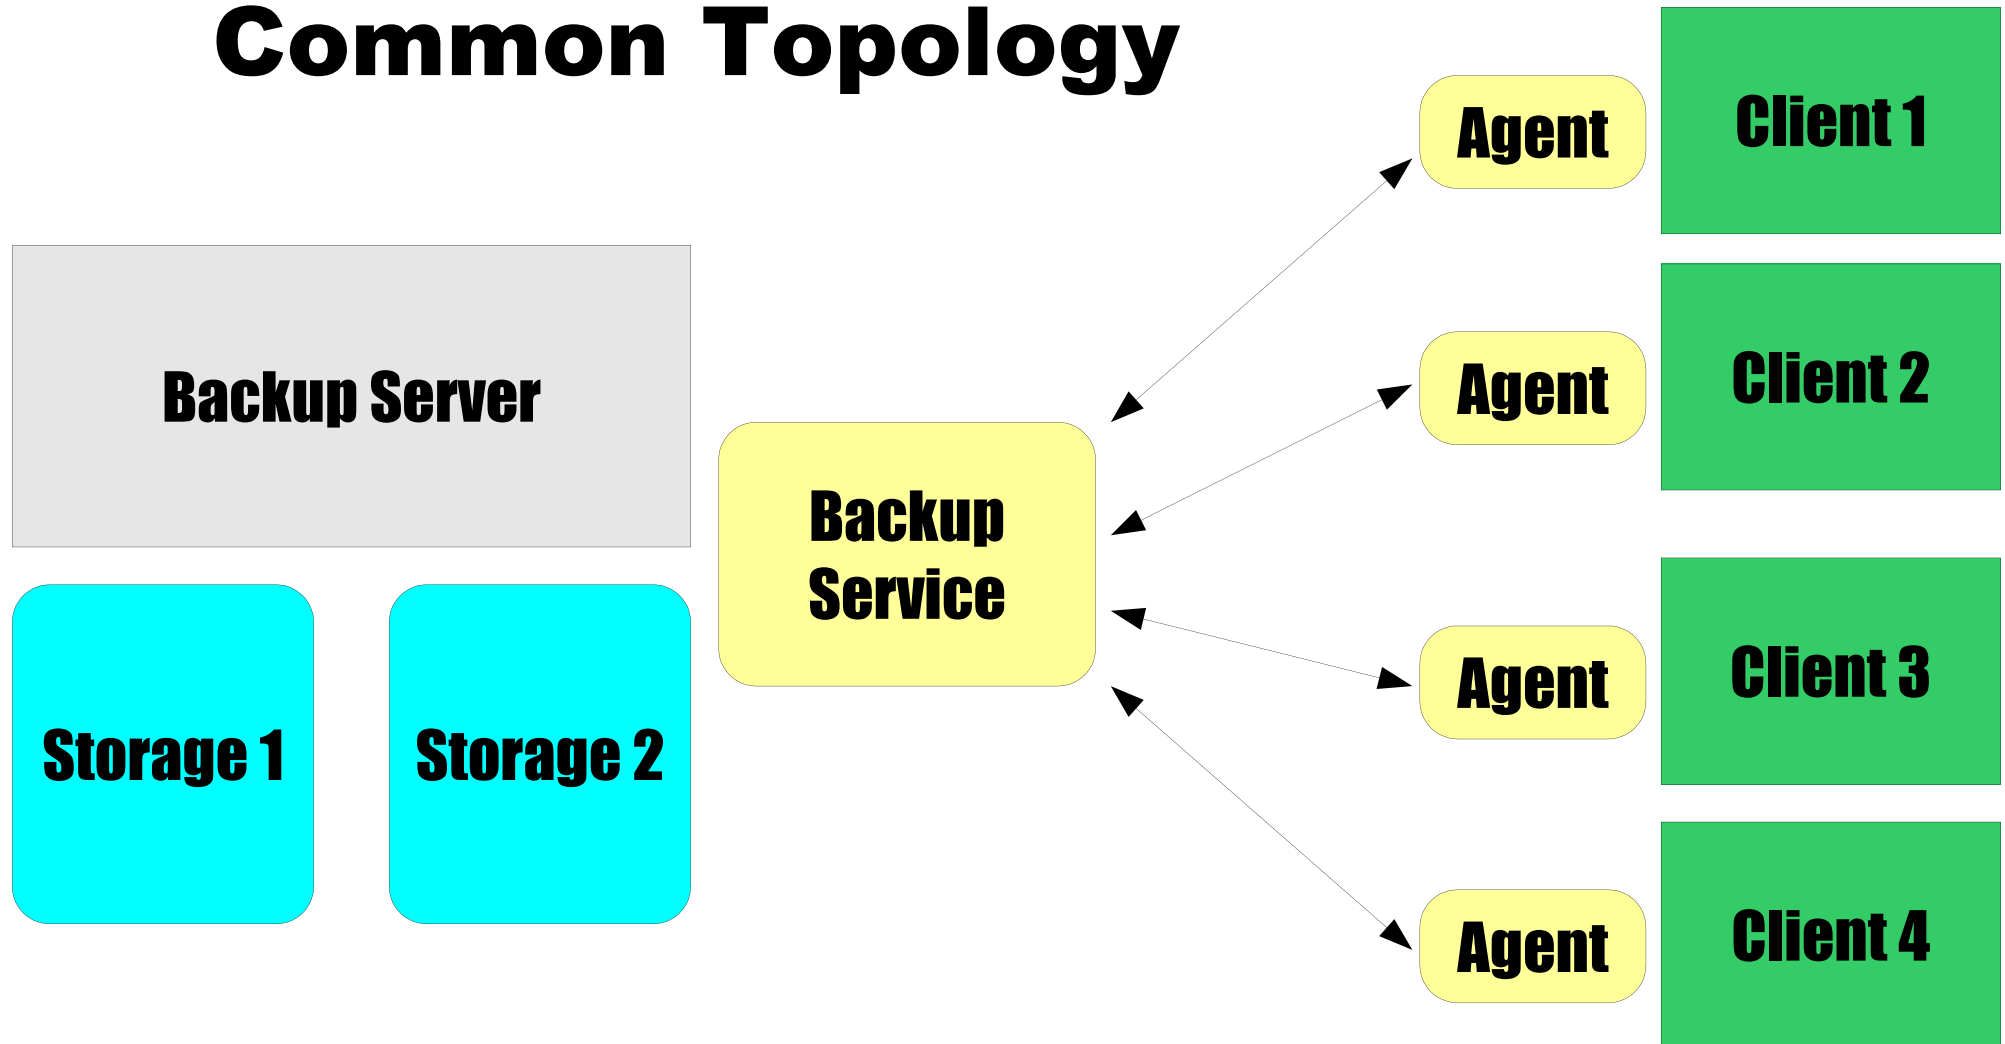 Common Topology
Backup Server
Storage 1
Storage 2
Backup
Service
Agent
Client 1
Agent
Client 2
Agent
Client 3
Agent
Client 4